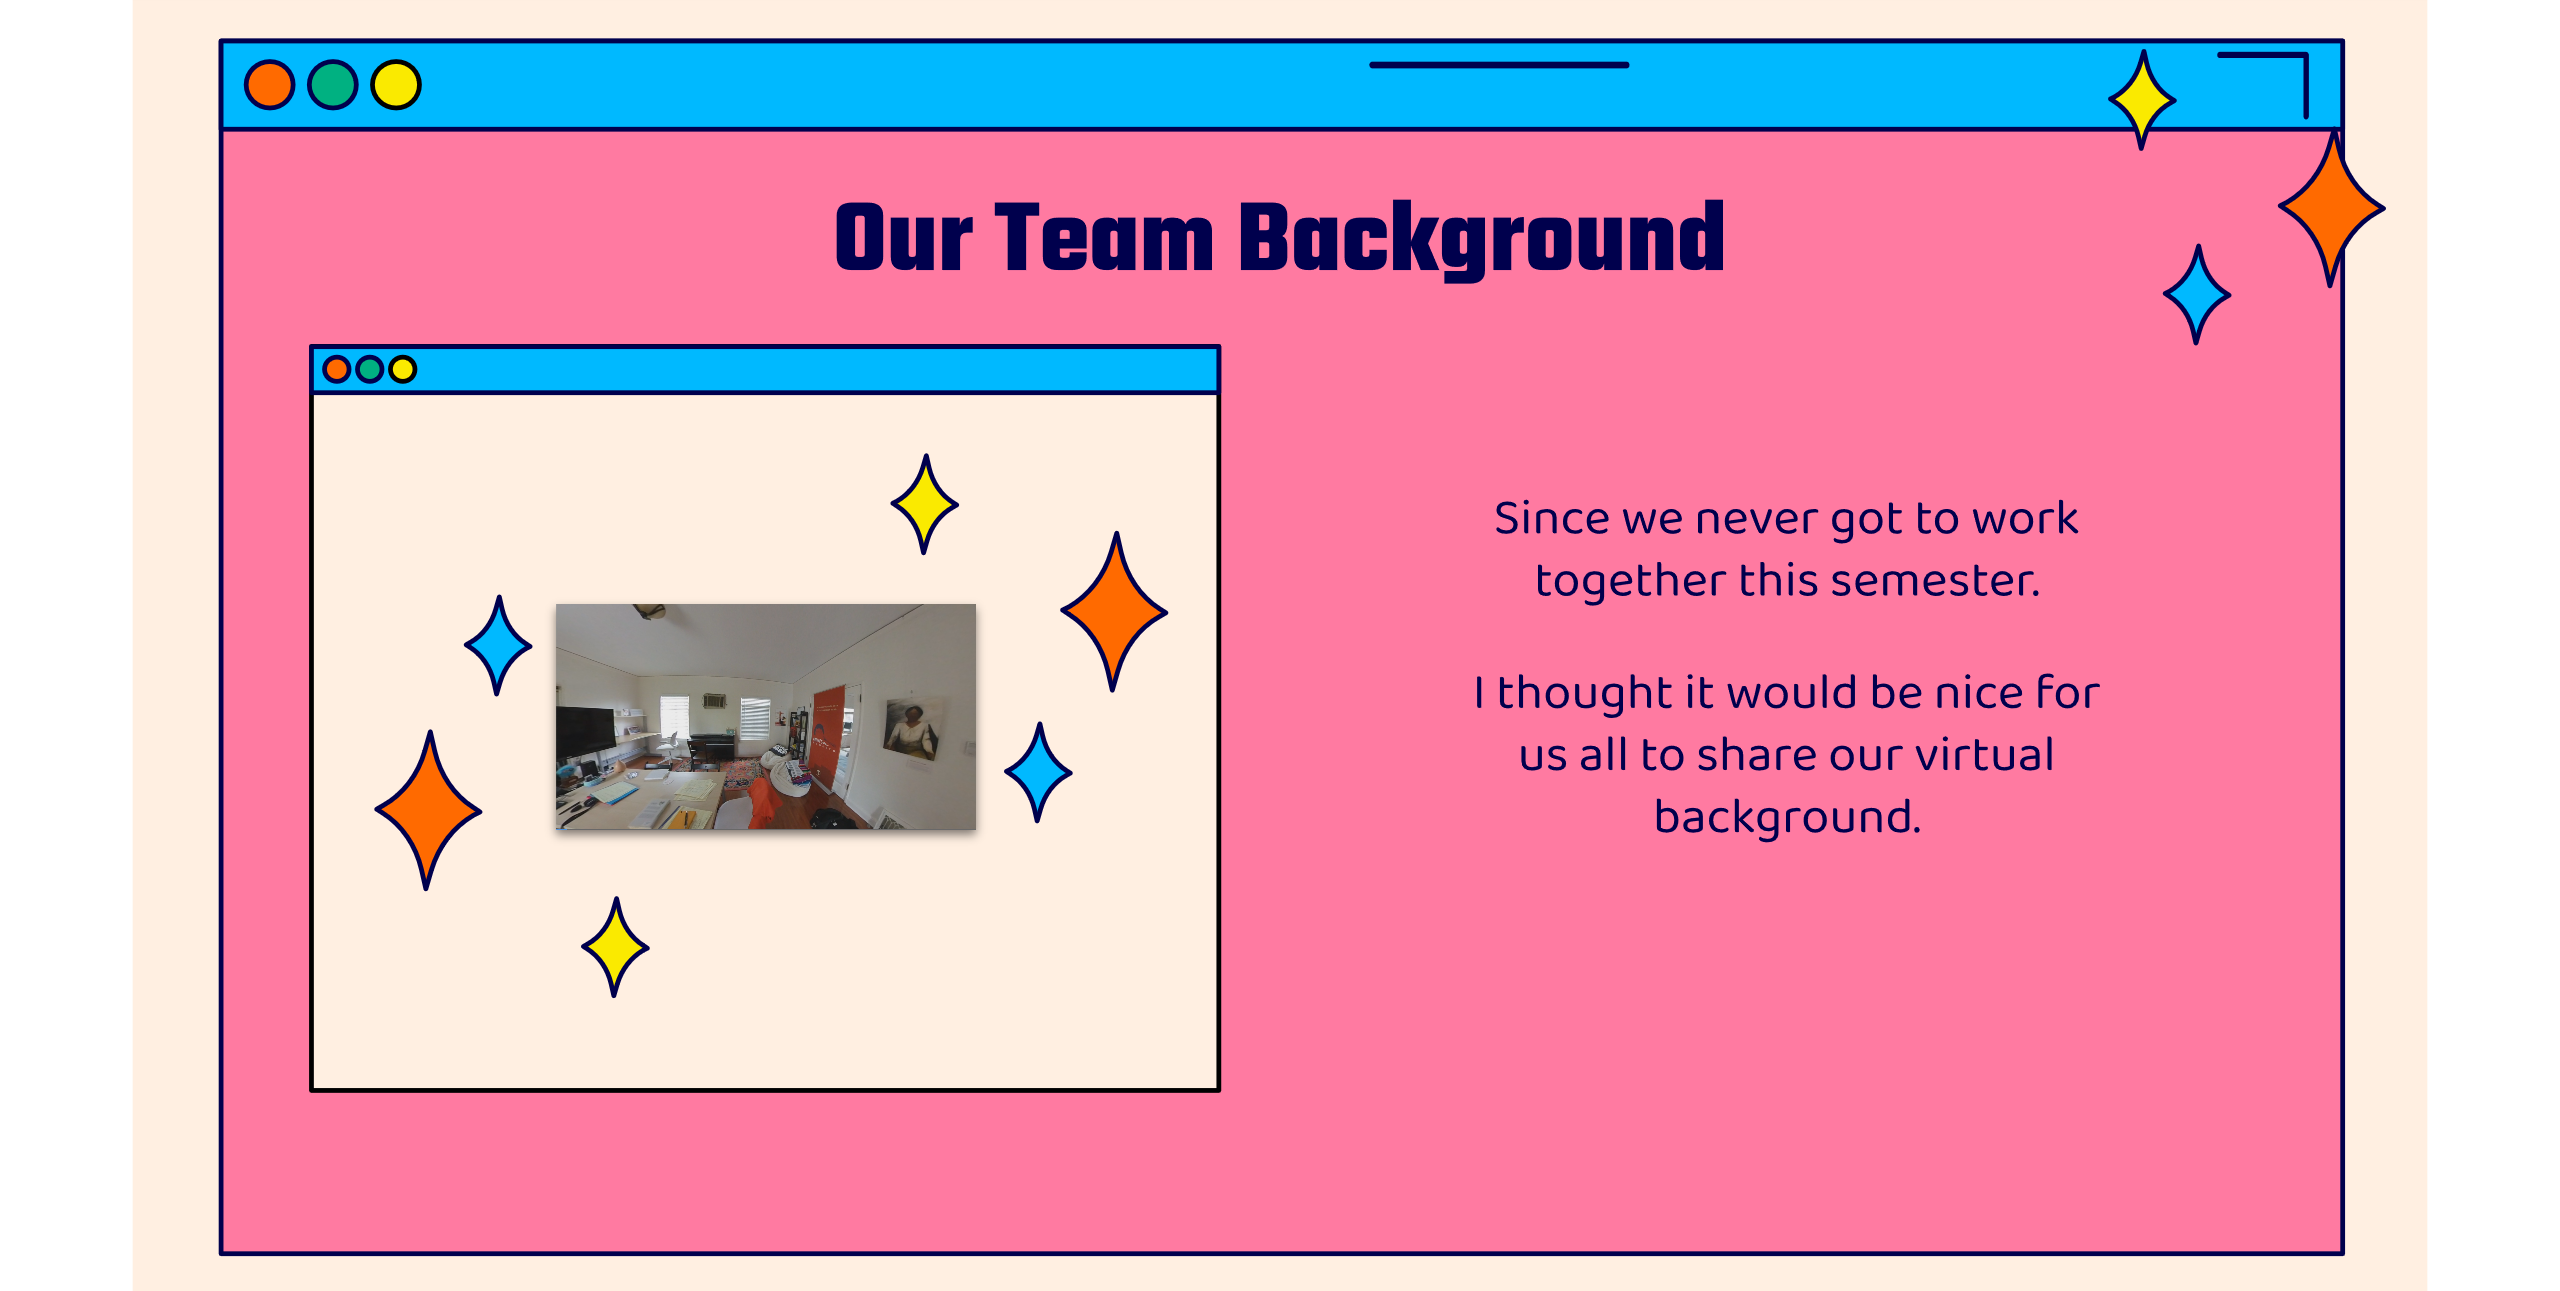 Our Team Background
Since we never got to work
together this semester.
I thought it would be nice for
us all to share our virtual
background.